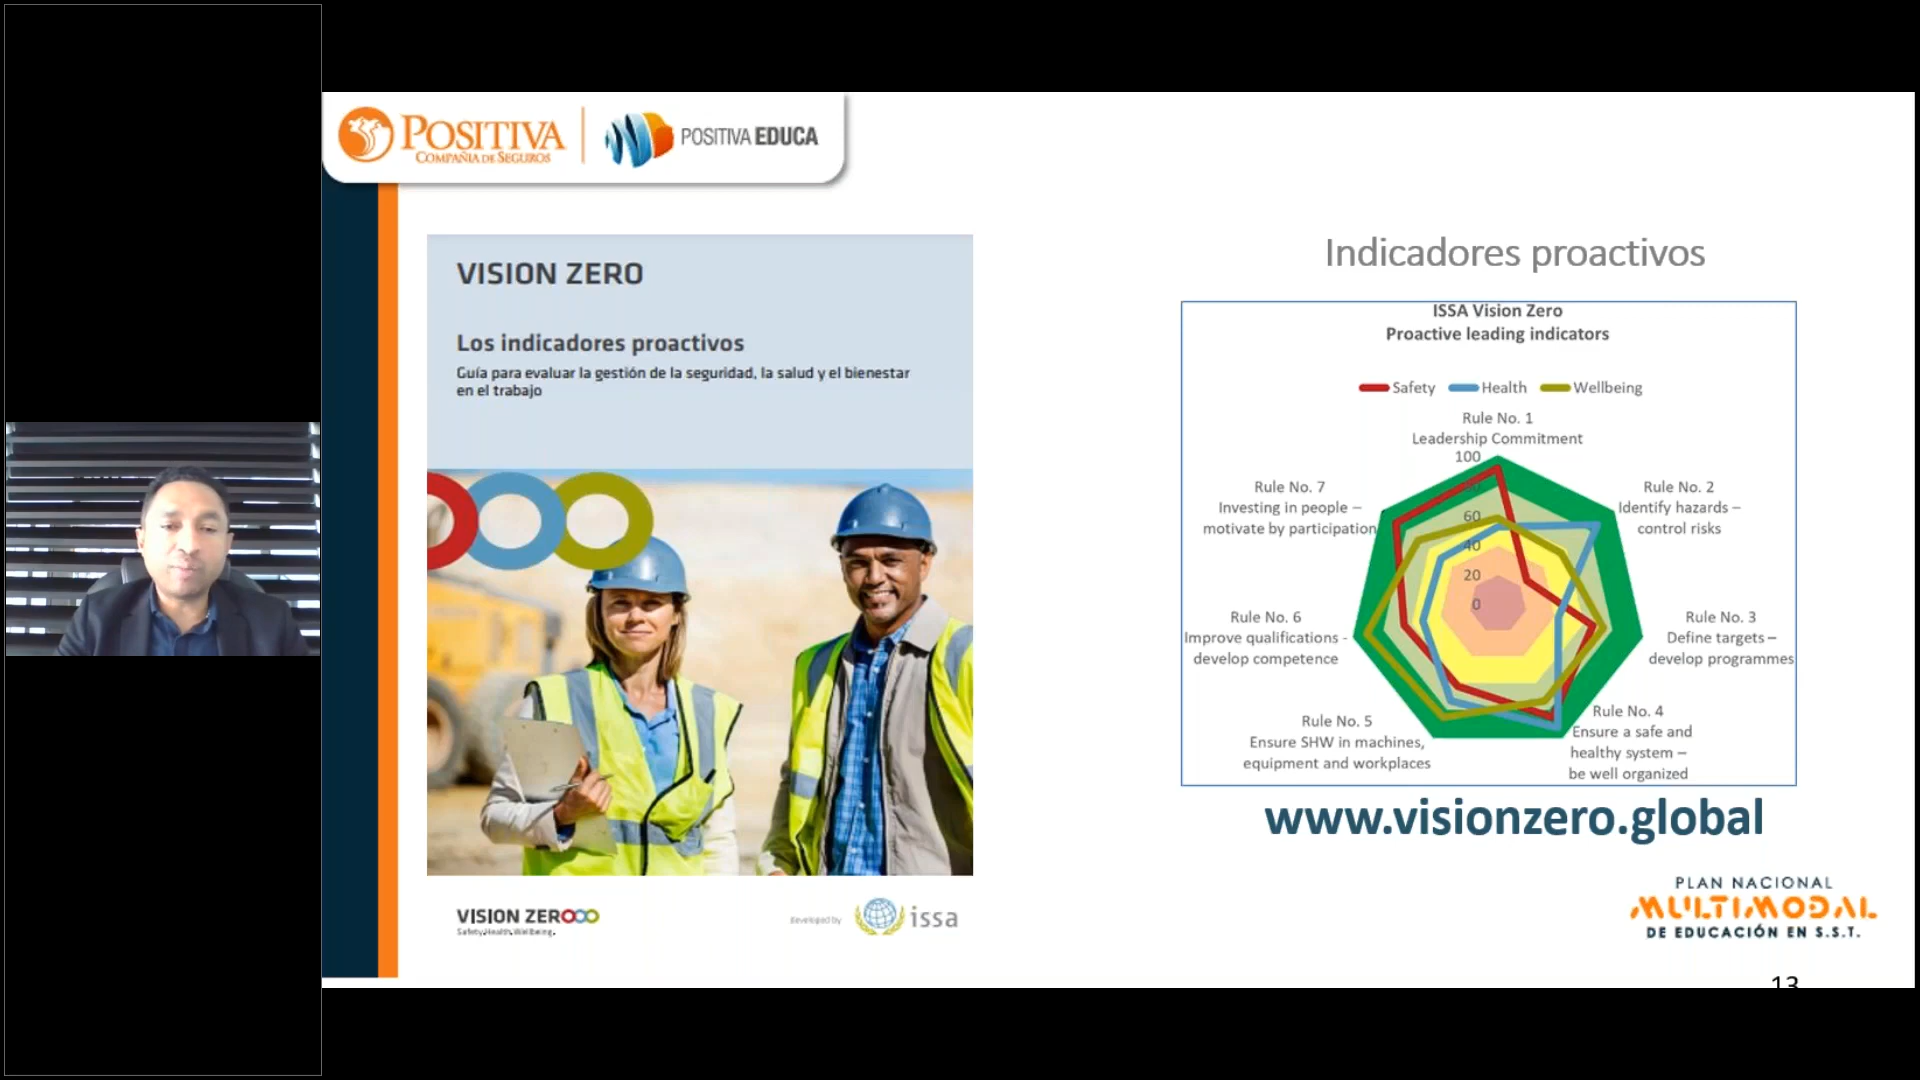 POSITIVA
COMPAÑIA DE SEGUROS
POSITIVA EDUCA
VISION ZERO
Los indicadores proactivos
Guía para evaluar la gestión de la seguridad, la salud y el bienestar
en el trabajo
VISION ZERO
Safety.Health.Wellbeing.
developed by
issa
Indicadores proactivos
ISSA Vision Zero
Proactive leading indicators
Safety Health Wellbeing
Rule No. 1
Leadership Commitment
100
60
40
20
0
Rule No. 2
Identify hazards –
control risks
Rule No. 3
Define targets –
develop programmes
Rule No. 4
Ensure a safe and
healthy system –
be well organized
Rule No. 5
Ensure SHW in machines,
equipment and workplaces
Rule No. 6
Improve qualifications -
develop competence
Rule No. 7
Investing in people –
motivate by participation
www.visionzero.global
PLAN NACIONAL
MULTIMODAL
DE EDUCACIÓN EN S.S.T.
13